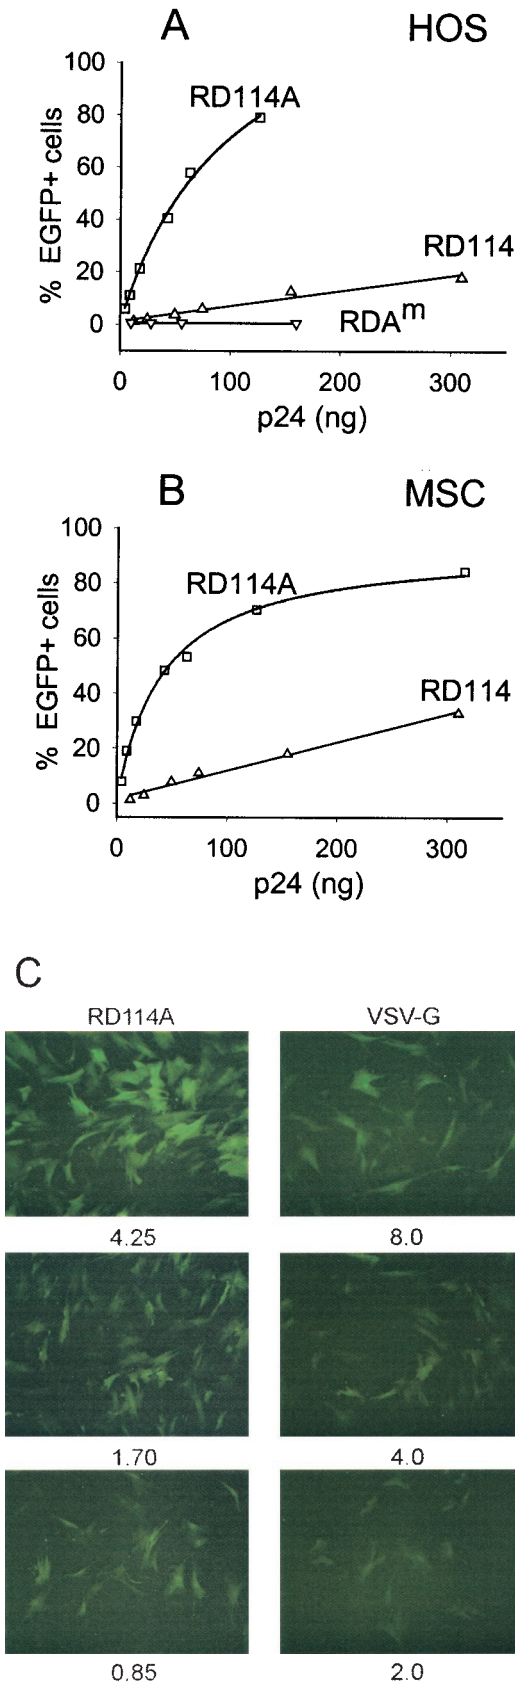 A HOS
100
RD114A
80
60
% EGFP+ cells
40
RD114
20
RDAm
0
0 100 200 300
p24 (ng)
B MSC
100
80
RD114A
60
% EGFP+ cells
40
RD114
20
0
0 100 200 300
p24 (ng)
C
RD114A VSV-G
4.25 8.0
1.70 4.0
0.85 2.0